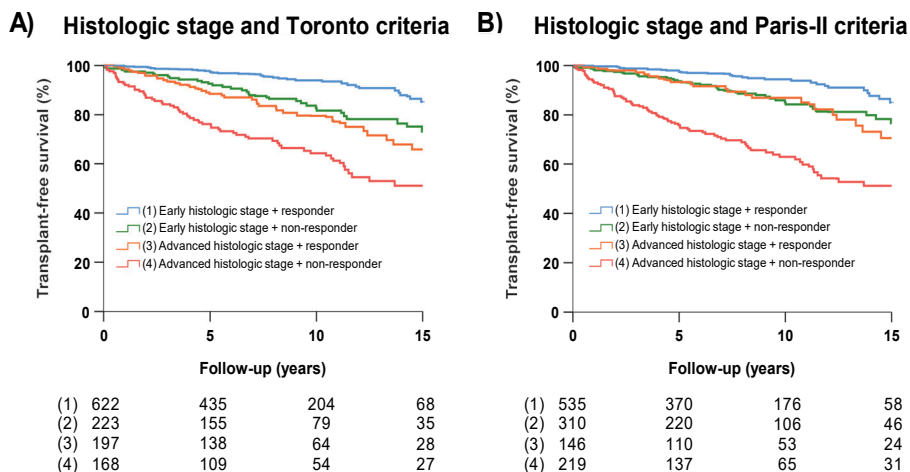 A) Histologic stage and Toronto criteria
Transplant-free survival (%)
100
80
60
40
20
0
(1) Early histologic stage + responder
(2) Early histologic stage + non-responder
(3) Advanced histologic stage + responder
(4) Advanced histologic stage + non-responder
0 5 10 15
Follow-up (years)
(1) 622 435 204 68
(2) 223 155 79 35
(3) 197 138 64 28
(4) 168 109 54 27
B) Histologic stage and Paris-II criteria
Transplant-free survival (%)
100
80
60
40
20
0
(1) Early histologic stage + responder
(2) Early histologic stage + non-responder
(3) Advanced histologic stage + responder
(4) Advanced histologic stage + non-responder
0 5 10 15
Follow-up (years)
(1) 535 370 176 58
(2) 310 220 106 46
(3) 146 110 53 24
(4) 219 137 65 31